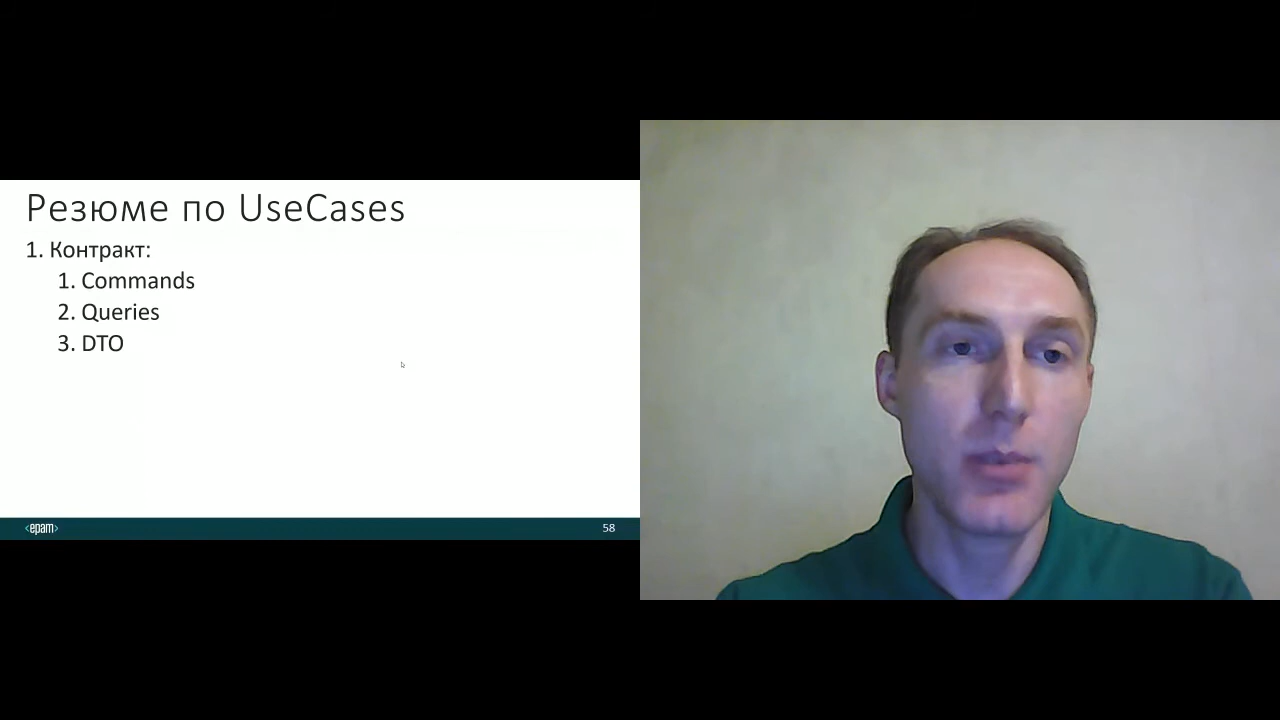 Резюме по UseCases
1. Контракт:
1. Commands
2. Queries
3. DTO
<epam>
58